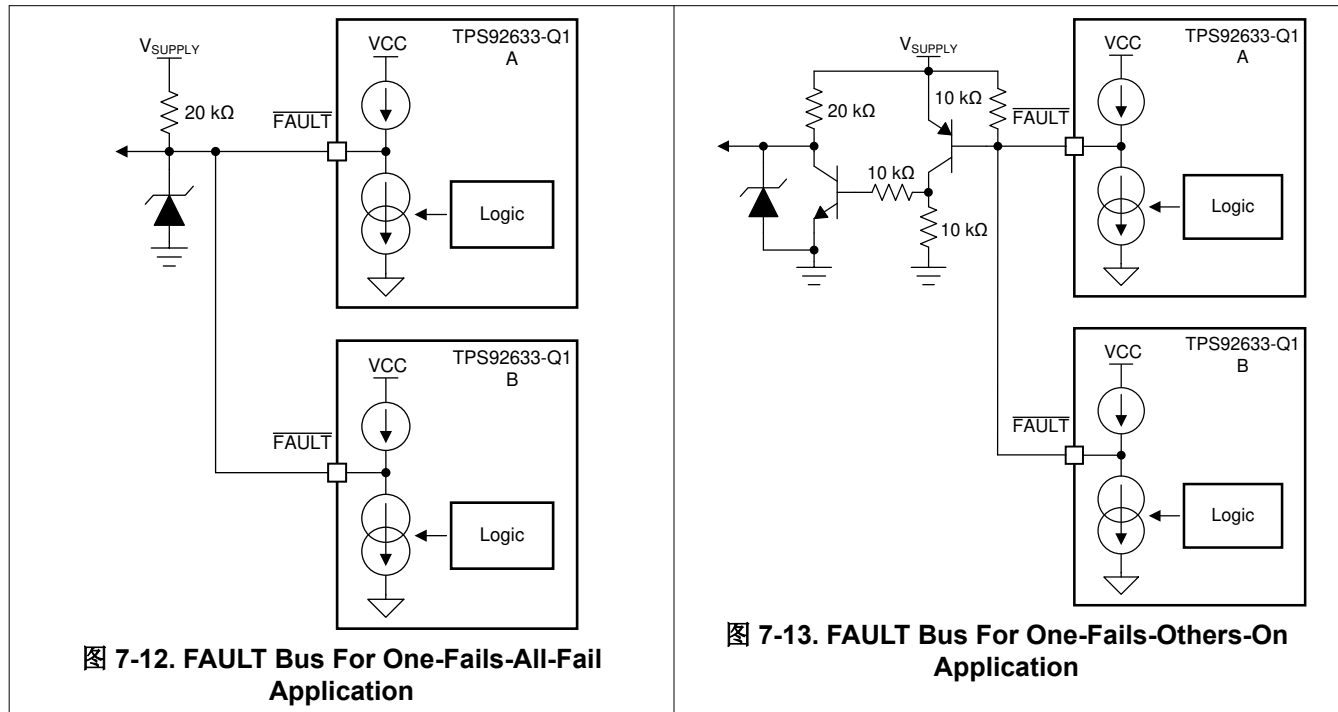 TPS92633-Q1
A
VCC
V_SUPPLY
20 kΩ
FAULT
Logic
TPS92633-Q1
B
VCC
FAULT
Logic
图 7-12. FAULT Bus For One-Fails-All-Fail
Application
TPS92633-Q1
A
VCC
V_SUPPLY
20 kΩ
10 kΩ
FAULT
10 kΩ
10 kΩ
Logic
TPS92633-Q1
B
VCC
FAULT
Logic
图 7-13. FAULT Bus For One-Fails-Others-On
Application